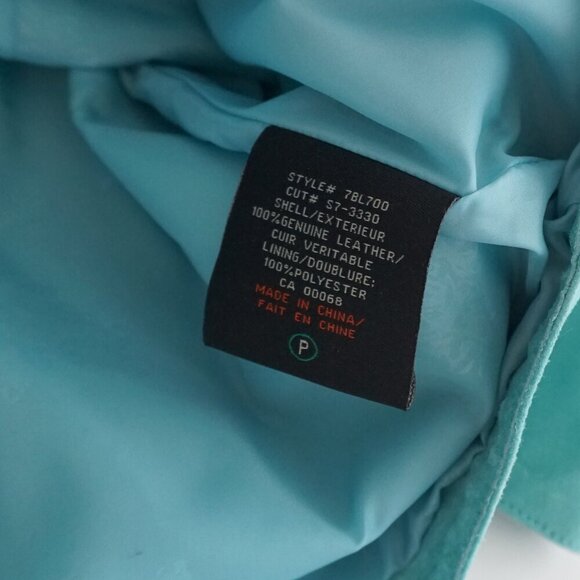 STYLE# 7BL700
CUT# S7-3330
SHELL/EXTERIEUR
100%GENUINE LEATHER/
CUIR VERITABLE
LINING/DOUBLURE:
100%POLYESTER
CA 00068
MADE IN CHINA/
FAIT EN CHINE
P